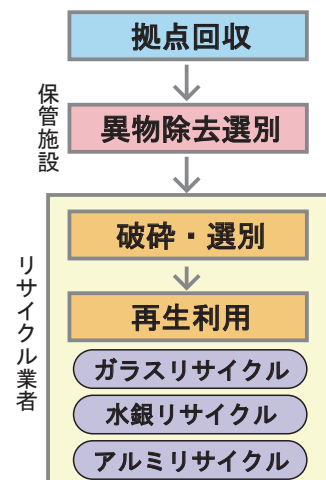 拠点回収
保管施設
異物除去選別
リサイクル業者
破砕・選別
再生利用
ガラスリサイクル
水銀リサイクル
アルミリサイクル